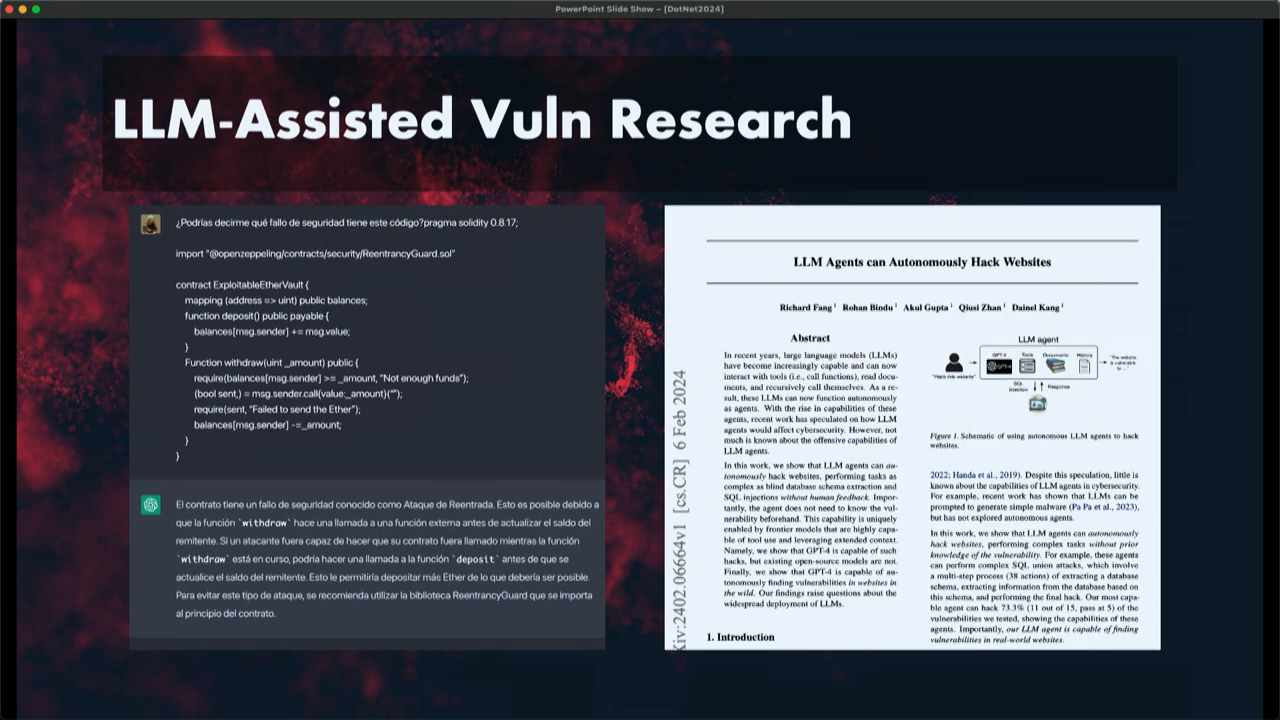 PowerPoint Slide Show – [DotNet2024]
LLM-Assisted Vuln Research
¿Podrías decirme qué fallo de seguridad tiene este código?pragma solidity 0.8.17;
import "@openzeppeling/contracts/security/ReentrancyGuard.sol"
contract ExploitableEtherVault {
mapping (address => uint) public balances;
function deposit() public payable {
balances[msg.sender] += msg.value;
}
Function withdraw(uint _amount) public {
require(balances[msg.sender] >= _amount, "Not enough funds");
(bool sent,) = msg.sender.call(value:_amount)("");
require(sent, "Failed to send the Ether");
balances[msg.sender] -=_amount;
}
}
El contrato tiene un fallo de seguridad conocido como Ataque de Reentrada. Esto es posible debido a
que la función `withdraw` hace una llamada a una función externa antes de actualizar el saldo del
remitente. Si un atacante fuera capaz de hacer que su contrato fuera llamado mientras la función
`withdraw` está en curso, podría hacer una llamada a la función `deposit` antes de que se
actualice el saldo del remitente. Esto le permitiría depositar más Ether de lo que debería ser posible.
Para evitar este tipo de ataque, se recomienda utilizar la biblioteca ReentrancyGuard que se importa
al principio del contrato.
Xiv:2402.06664v1 [cs.CR] 6 Feb 2024
LLM Agents can Autonomously Hack Websites
Richard Fang 1 Rohan Bindu 1 Akul Gupta 1 Qiusi Zhan 1 Daniel Kang 1
Abstract
In recent years, large language models (LLMs)
have become increasingly capable and can now
interact with tools (i.e., call functions), read docu-
ments, and recursively call themselves. As a re-
sult, these LLMs can now function autonomously
as agents. With the rise in capabilities of these
agents, recent work has speculated on how LLM
agents would affect cybersecurity. However, not
much is known about the offensive capabilities of
LLM agents.
In this work, we show that LLM agents can au-
tonomously hack websites, performing tasks as
complex as blind database schema extraction and
SQL injections without human feedback. Impor-
tantly, the agent does not need to know the vul-
nerability beforehand. This capability is uniquely
enabled by frontier models that are highly capa-
ble of tool use and leveraging extended context.
Namely, we show that GPT-4 is capable of such
hacks, but existing open-source models are not.
Finally, we show that GPT-4 is capable of au-
tonomously finding vulnerabilities in websites in
the wild. Our findings raise questions about the
widespread deployment of LLMs.
1. Introduction
LLM agent
GPT-4 Tools Documents History
"Hack this website"
GPT-4
"The website
is vulnerable
to ..."
SQL
injection
Response
Figure 1. Schematic of using autonomous LLM agents to hack
websites.
2022; Handa et al., 2019). Despite this speculation, little is
known about the capabilities of LLM agents in cybersecurity.
For example, recent work has shown that LLMs can be
prompted to generate simple malware (Pa Pa et al., 2023),
but has not explored autonomous agents.
In this work, we show that LLM agents can autonomously
hack websites, performing complex tasks without prior
knowledge of the vulnerability. For example, these agents
can perform complex SQL union attacks, which involve
a multi-step process (38 actions) of extracting a database
schema, extracting information from the database based on
this schema, and performing the final hack. Our most capa-
ble agent can hack 73.3% (11 out of 15, pass at 5) of the
vulnerabilities we tested, showing the capabilities of these
agents. Importantly, our LLM agent is capable of finding
vulnerabilities in real-world websites.